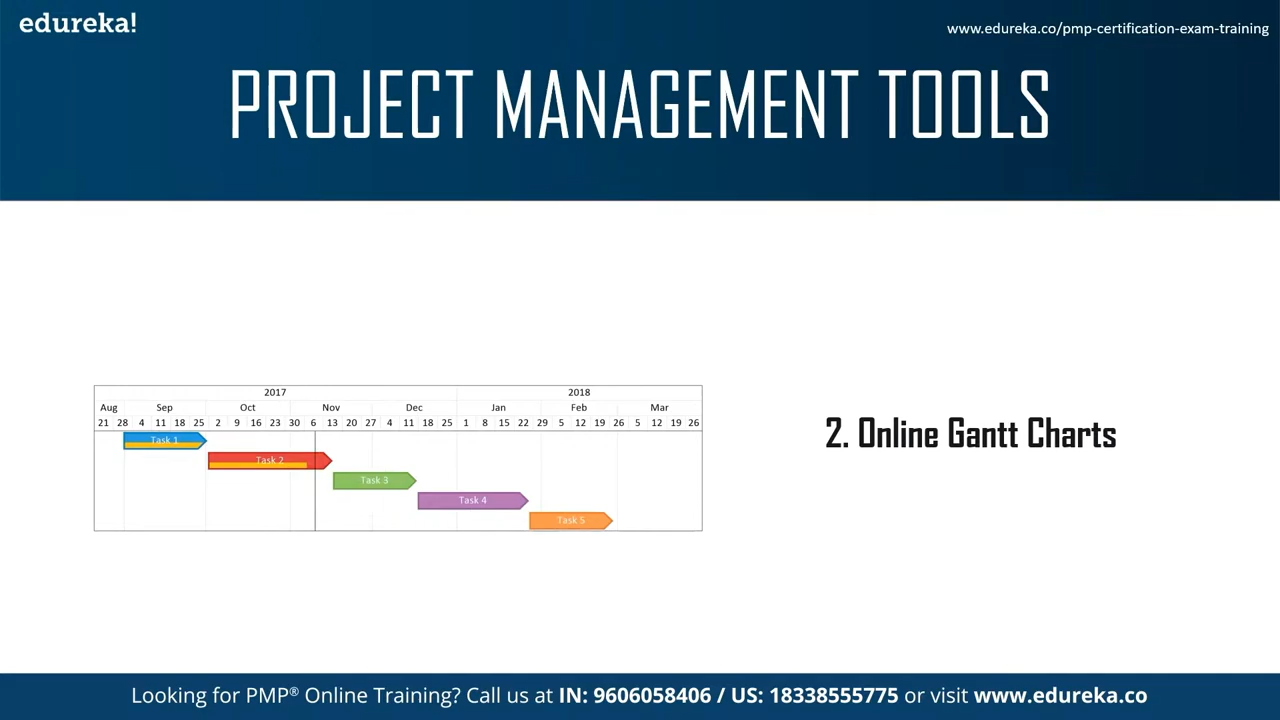 edureka!
www.edureka.co/pmp-certification-exam-training
PROJECT MANAGEMENT TOOLS
2017 2018
Aug Sep Oct Nov Dec Jan Feb Mar
21 28 4 11 18 25 2 9 16 23 30 6 13 20 27 4 11 18 25 1 8 15 22 29 5 12 19 26 5 12 19 26
Task 1
Task 2
Task 3
Task 4
Task 5
2. Online Gantt Charts
Looking for PMP® Online Training? Call us at IN: 9606058406 / US: 18338555775 or visit www.edureka.co